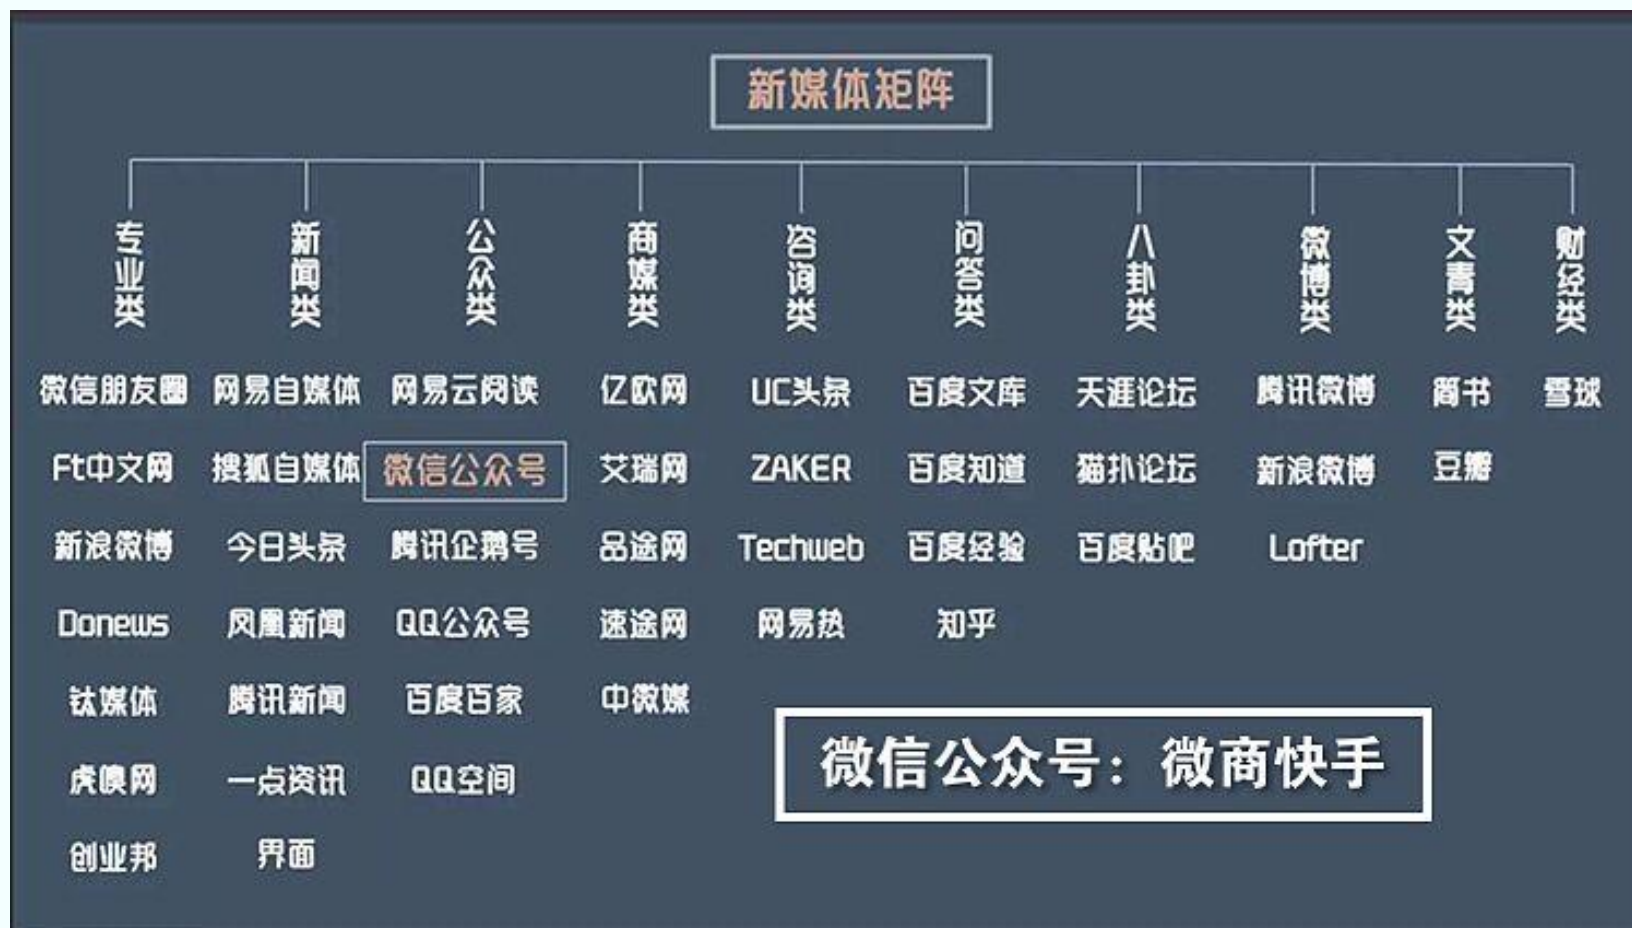 新媒体矩阵
专业类 新闻类 公众类 商媒类 咨询类 问答类 八卦类 微博类 文青类 财经类
微信朋友圈 网易自媒体 网易云阅读 亿欧网 UC头条 百度文库 天涯论坛 腾讯微博 简书 雪球
Ft中文网 搜狐自媒体 微信公众号 艾瑞网 ZAKER 百度知道 猫扑论坛 新浪微博 豆瓣
新浪微博 今日头条 腾讯企鹅号 品途网 Techweb 百度经验 百度贴吧 Lofter
Donews 凤凰新闻 QQ公众号 速途网 网易热 知乎
钛媒体 腾讯新闻 百度百家 中微媒
虎嗅网 一点资讯 QQ空间
创业邦 界面
微信公众号：微商快手